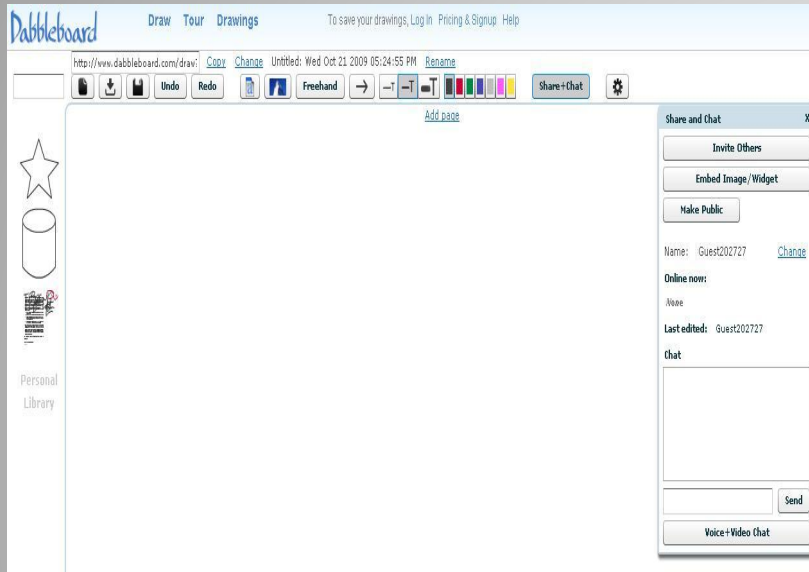 Dabbleboard
Draw Tour Drawings
To save your drawings, Log In Pricing & Signup Help
http://www.dabbleboard.com/draw? Copy Change Untitled: Wed Oct 21 2009 05:24:55 PM Rename
Undo Redo Freehand T T T Share+Chat
Add page
Share and Chat X
Invite Others
Embed Image/Widget
Make Public
Name: Guest202727 Change
Online now:
None
Last edited: Guest202727
Chat
Send
Voice+Video Chat
Personal
Library